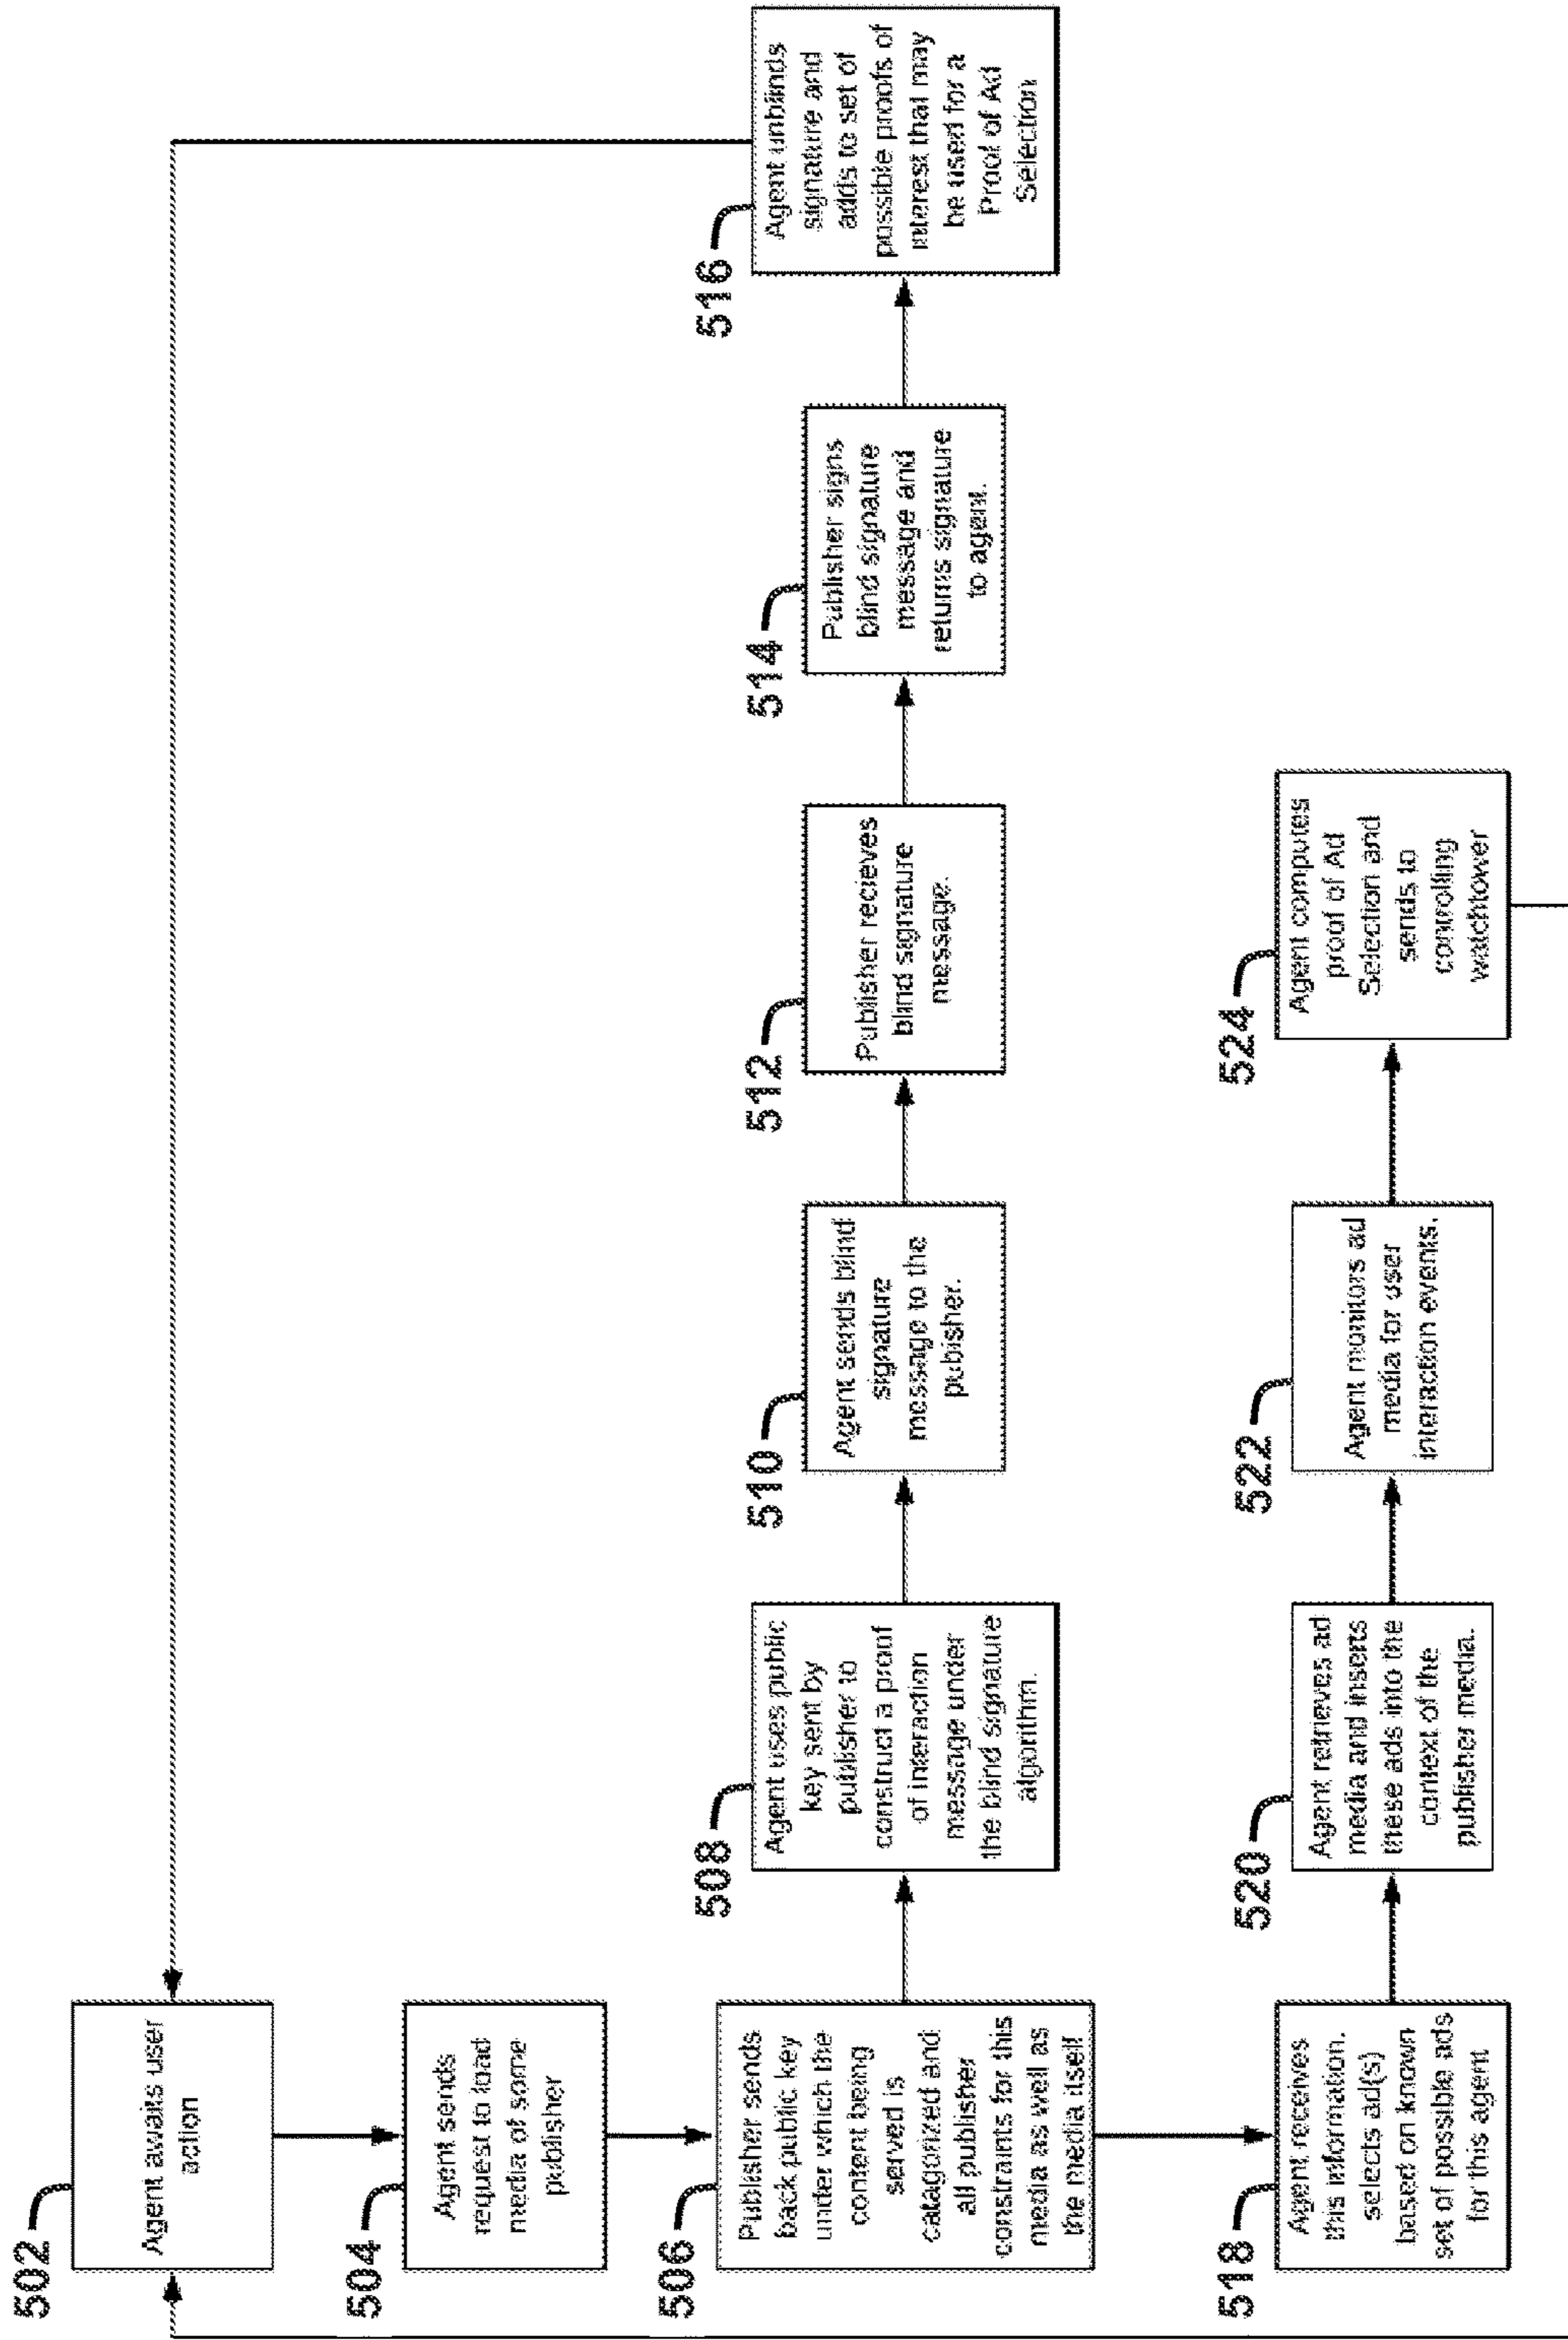 502
Agent awaits user
action
504
Agent sends
request to load
media of some
publisher
506
Publisher sends
back public key
under which the
content being
served is
catagorized and
all publisher
constraints for this
media as well as
the media itself
508
Agent uses public
key sent by
publisher to
construct a proof
of interaction
message under
the blind signature
algorithm.
510
Agent sends blind
signature
message to the
publisher.
512
Publisher recieves
blind signature
message.
514
Publisher signs
blind signature
message and
returns signature
to agent.
516
Agent unblinds
signature and
adds to set of
possible proofs of
interest that may
be used for a
Proof of Ad
Selection
518
Agent receives
this information.
selects ad(s)
based on known
set of possible ads
for this agent
520
Agent retrieves ad
media and inserts
these ads into the
context of the
publisher media.
522
Agent monitors ad
media for user
interaction events.
524
Agent computes
proof of Ad
Selection and
sends to
controlling
watchtower